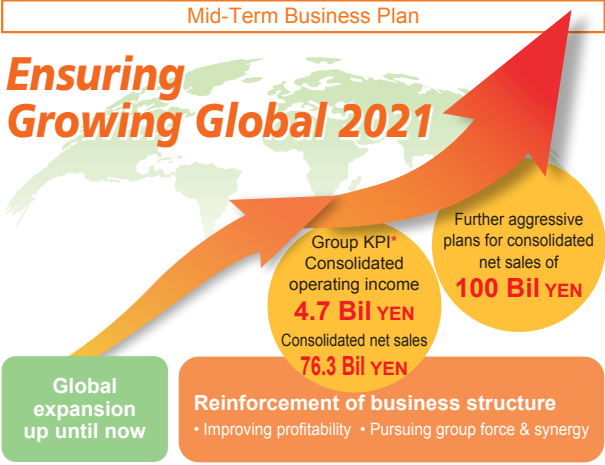 Mid-Term Business Plan
Ensuring
Growing Global 2021
Group KPI*
Consolidated
operating income
4.7 Bil YEN
Consolidated net sales
76.3 Bil YEN
Further aggressive
plans for consolidated
net sales of
100 Bil YEN
Global
expansion
up until now
Reinforcement of business structure
• Improving profitability • Pursuing group force & synergy